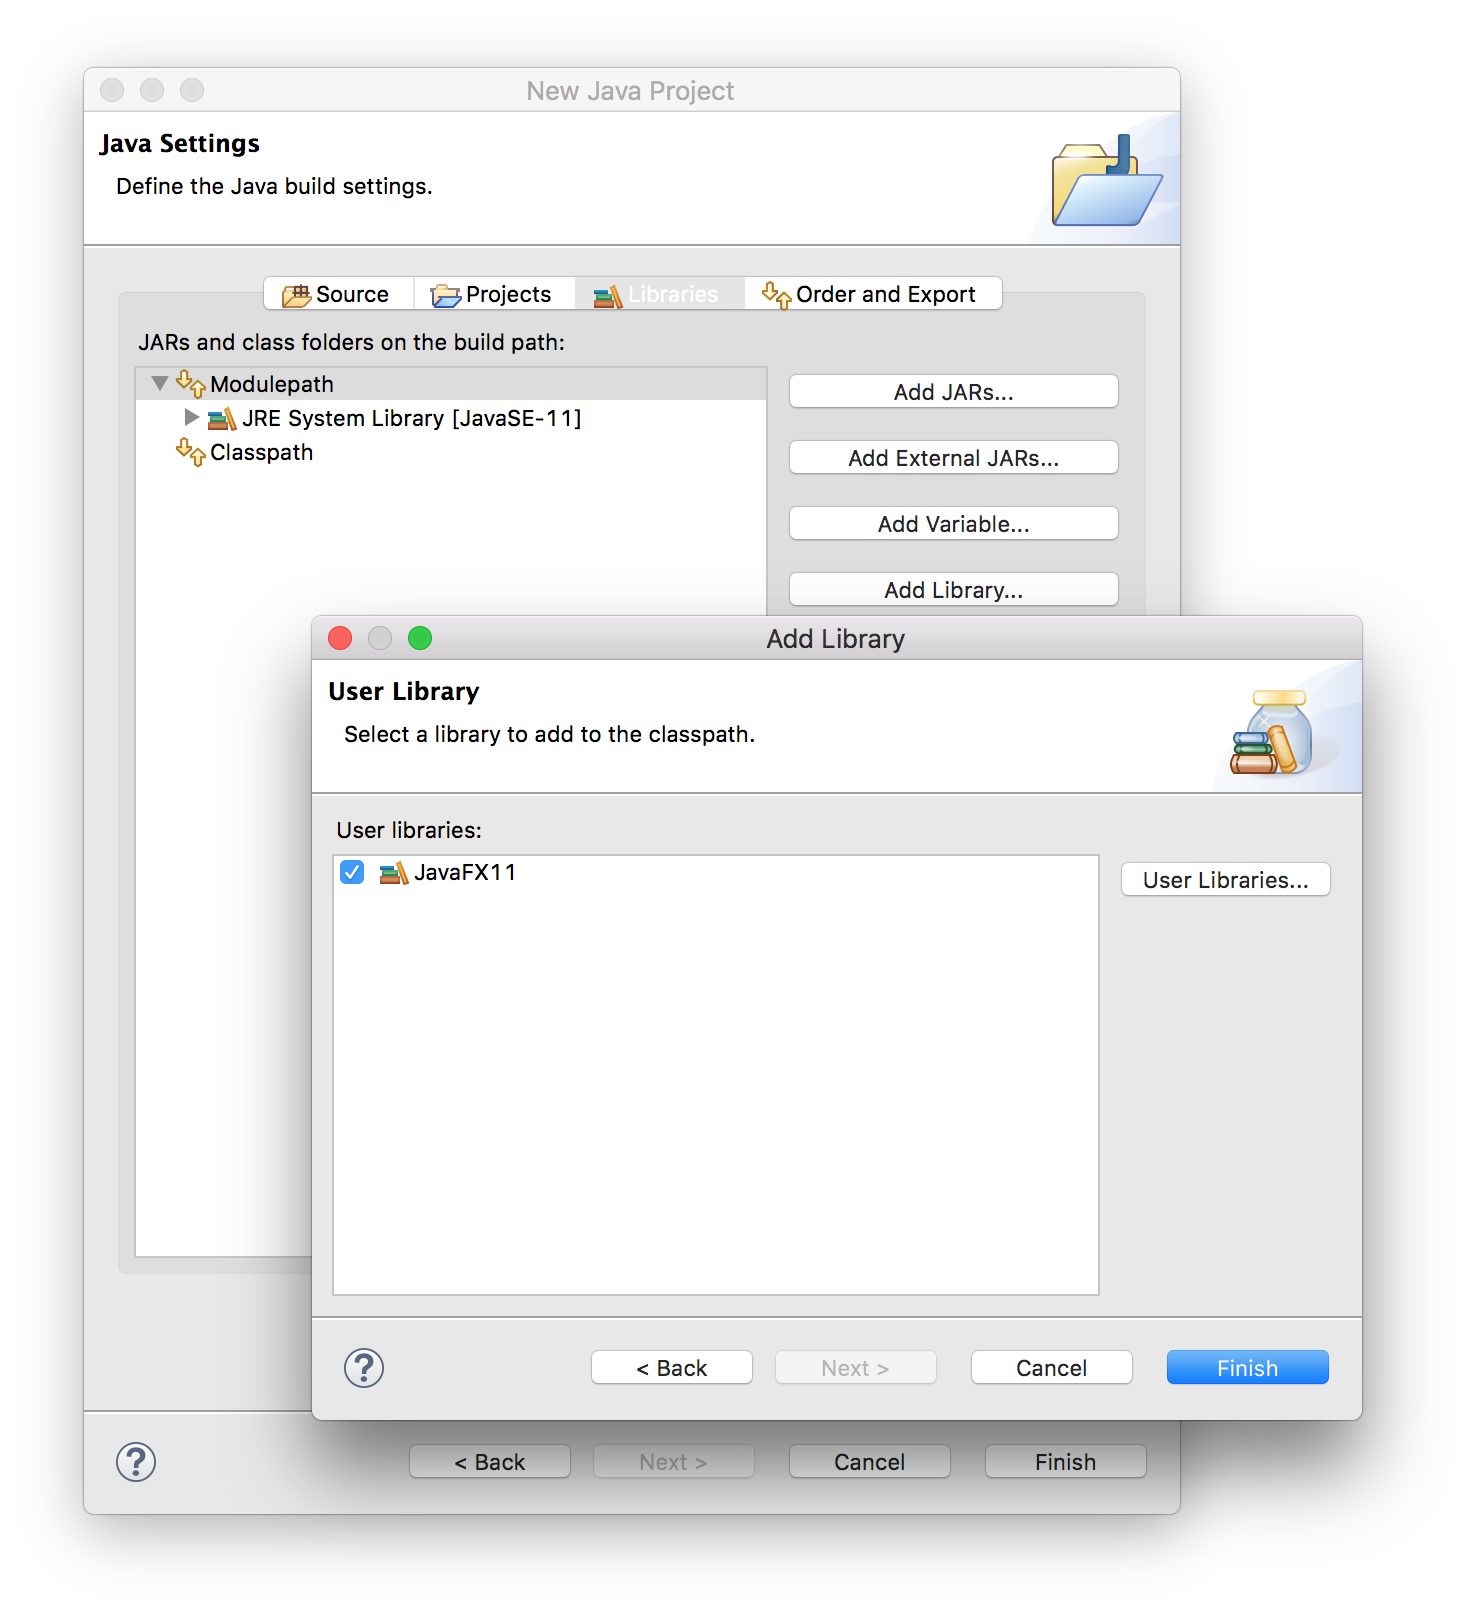 New Java Project
Java Settings
Define the Java build settings.
Source Projects Libraries Order and Export
JARs and class folders on the build path:
Modulepath
JRE System Library [JavaSE-11]
Classpath
Add JARs...
Add External JARs...
Add Variable...
Add Library...
Add Library
User Library
Select a library to add to the classpath.
User libraries:
JavaFX11
User Libraries...
? < Back Next > Cancel Finish
? < Back Next > Cancel Finish